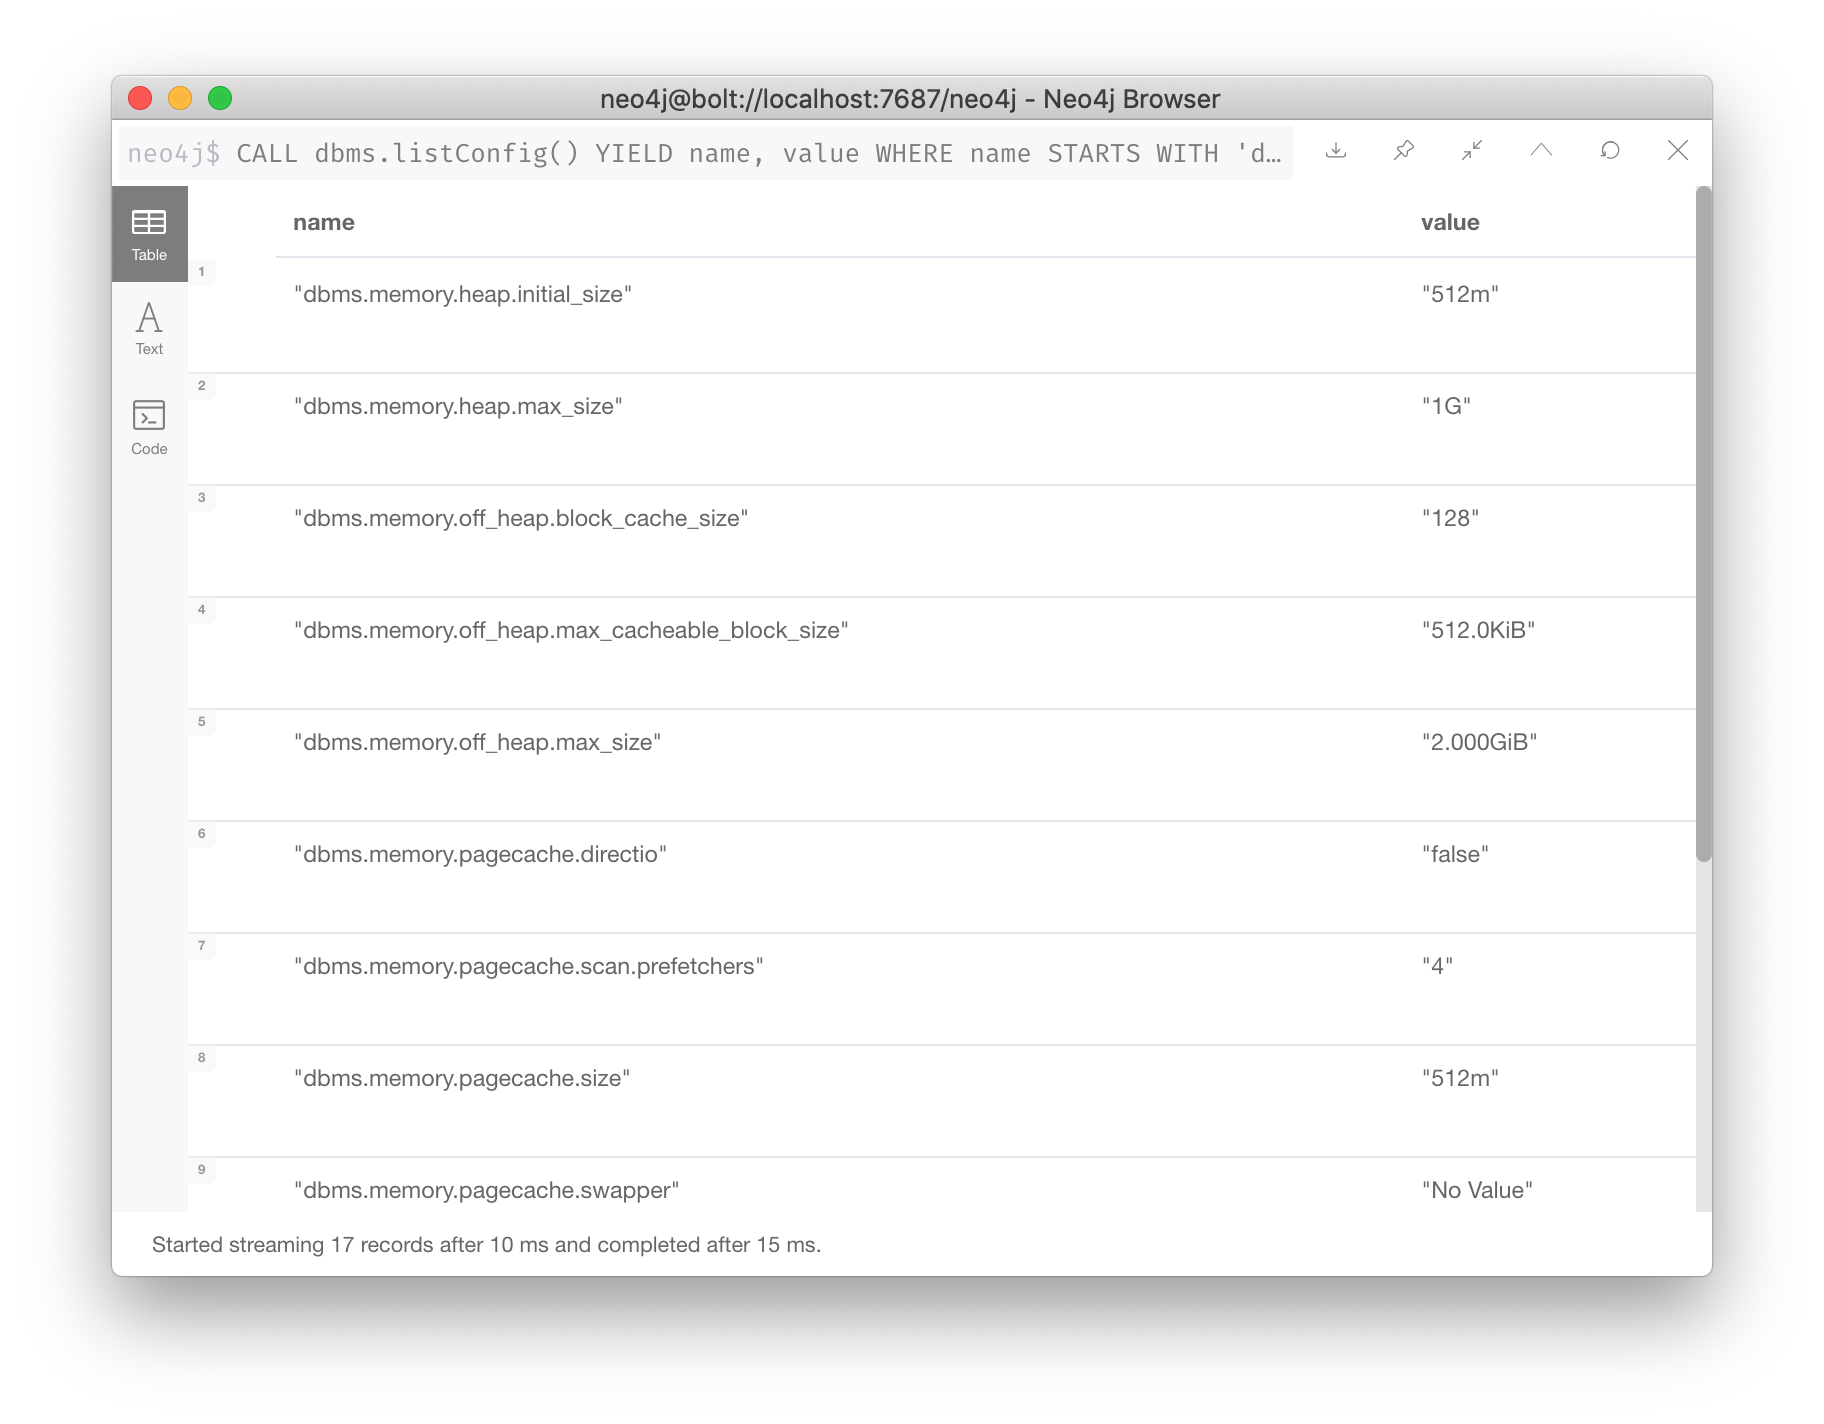 neo4j@bolt://localhost:7687/neo4j - Neo4j Browser
neo4j$ CALL dbms.listConfig() YIELD name, value WHERE name STARTS WITH 'd…
Table
Text
Code
name value
1 "dbms.memory.heap.initial_size" "512m"
2 "dbms.memory.heap.max_size" "1G"
3 "dbms.memory.off_heap.block_cache_size" "128"
4 "dbms.memory.off_heap.max_cacheable_block_size" "512.0KiB"
5 "dbms.memory.off_heap.max_size" "2.000GiB"
6 "dbms.memory.pagecache.directio" "false"
7 "dbms.memory.pagecache.scan.prefetchers" "4"
8 "dbms.memory.pagecache.size" "512m"
9 "dbms.memory.pagecache.swapper" "No Value"
Started streaming 17 records after 10 ms and completed after 15 ms.